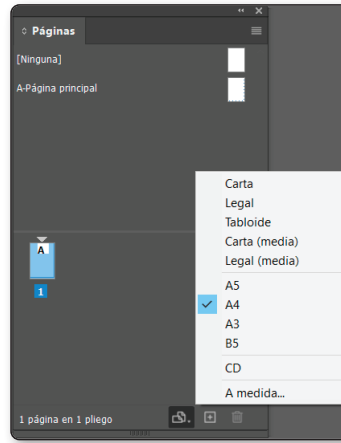 Páginas
[Ninguna]
A-Página principal
Carta
Legal
Tabloide
Carta (media)
Legal (media)
A5
A4
A3
B5
CD
A medida...
A
1
1 página en 1 pliego